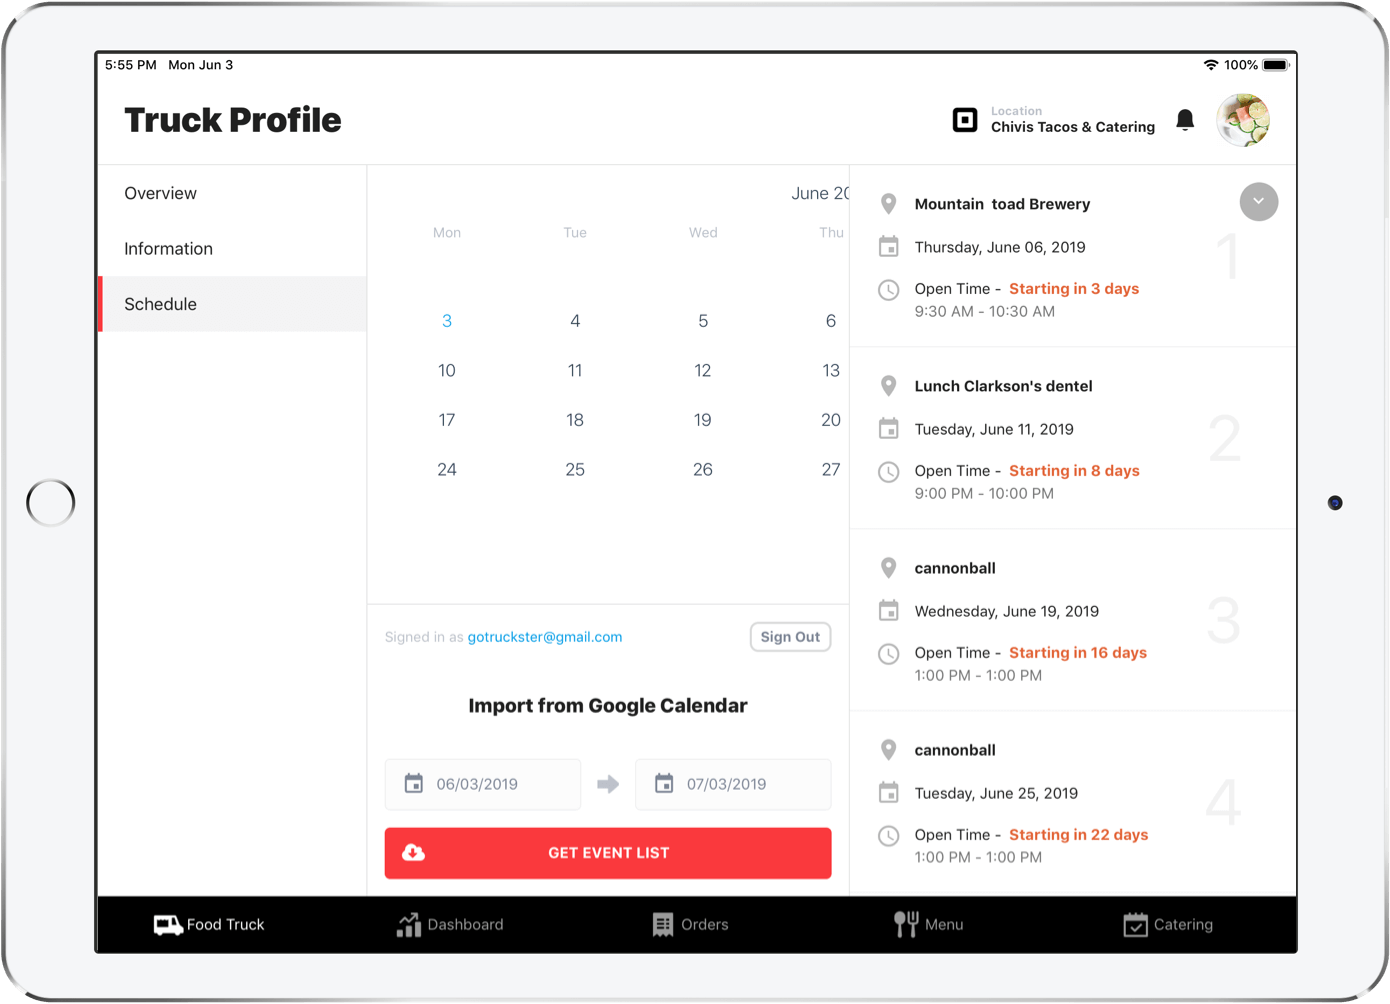 5:55 PM Mon Jun 3
100%
Truck Profile
Location
Chivis Tacos & Catering
Overview
Information
Schedule
June 20
Mon Tue Wed Thu
3 4 5 6
10 11 12 13
17 18 19 20
24 25 26 27
Signed in as gotruckster@gmail.com
Sign Out
Import from Google Calendar
06/03/2019
07/03/2019
GET EVENT LIST
Mountain toad Brewery
Thursday, June 06, 2019
1
Open Time - Starting in 3 days
9:30 AM - 10:30 AM
Lunch Clarkson's dentel
Tuesday, June 11, 2019
2
Open Time - Starting in 8 days
9:00 PM - 10:00 PM
cannonball
Wednesday, June 19, 2019
3
Open Time - Starting in 16 days
1:00 PM - 1:00 PM
cannonball
Tuesday, June 25, 2019
4
Open Time - Starting in 22 days
1:00 PM - 1:00 PM
Food Truck
Dashboard
Orders
Menu
Catering